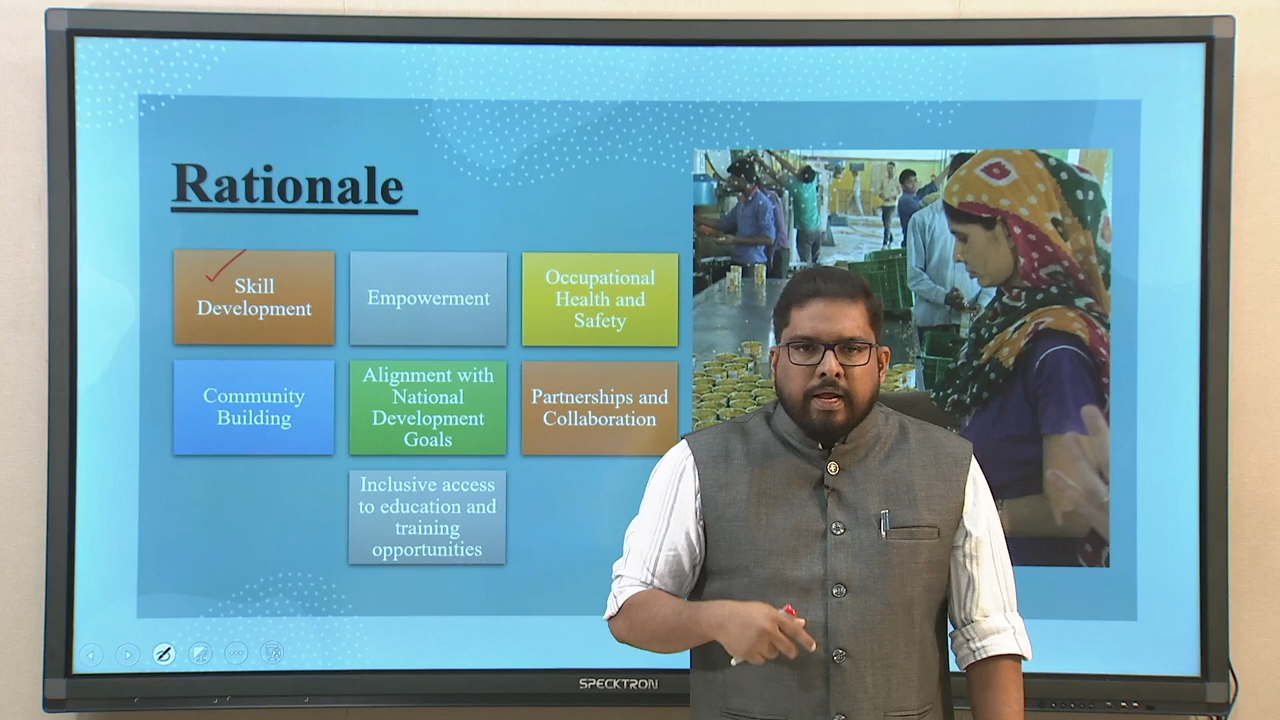 Rationale
Skill
Development
Empowerment
Occupational
Health and
Safety
Community
Building
Alignment with
National
Development
Goals
Partnerships and
Collaboration
Inclusive access
to education and
training
opportunities
SPECKTRON